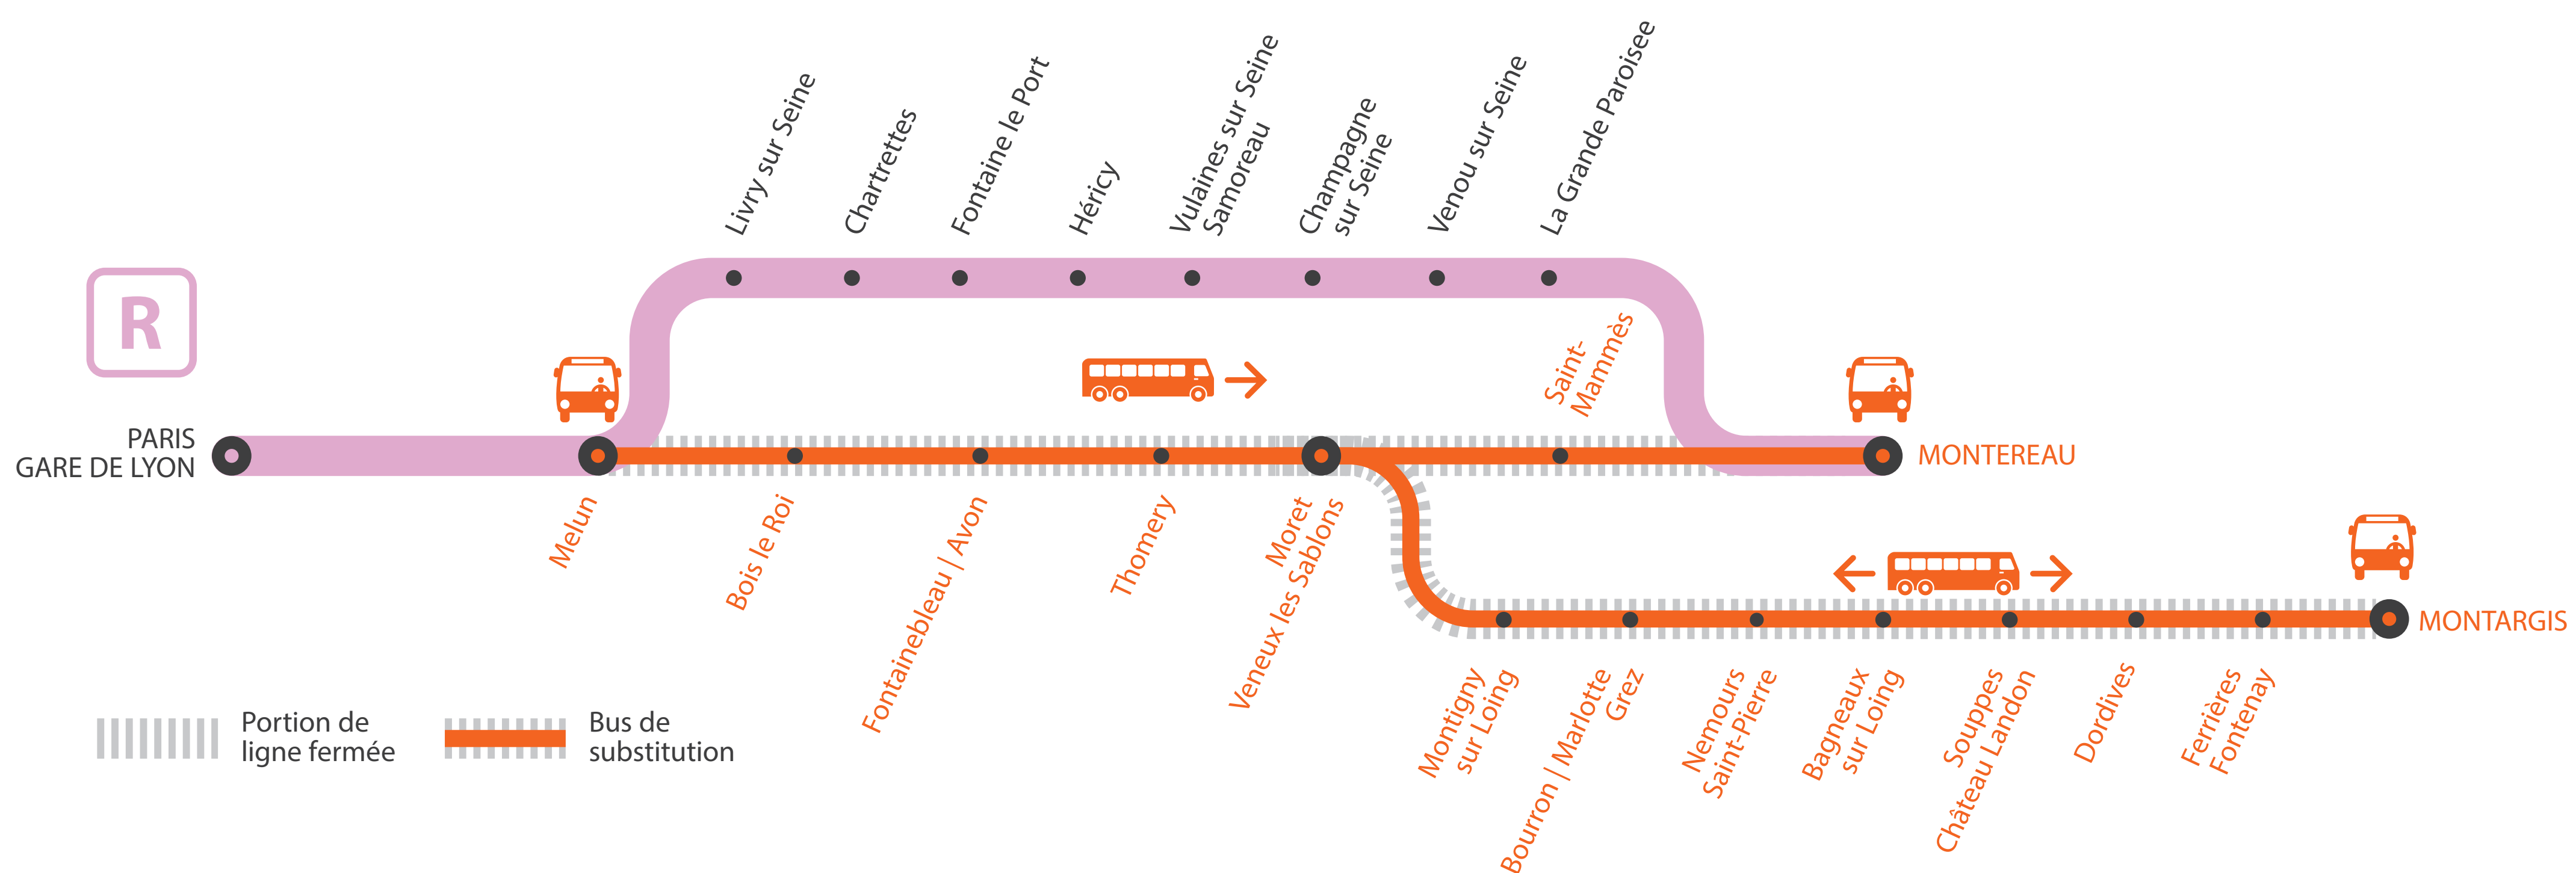 Livry sur Seine
Chartrettes
Fontaine le Port
Héricy
Vulaines sur Seine
Samoreau
Champagne
sur Seine
Venou sur Seine
La Grande Paroisee
R
Saint-
Mammès
PARIS
GARE DE LYON
MONTEREAU
Melun
Bois le Roi
Fontainebleau | Avon
Thomery
Moret
Veneux les Sablons
MONTARGIS
Montigny
sur Loing
Bourron | Marlotte
Grez
Nemours
Saint-Pierre
Bagneaux
sur Loing
Souppes
Château Landon
Dordives
Ferrières
Fontenay
Portion de
ligne fermée
Bus de
substitution